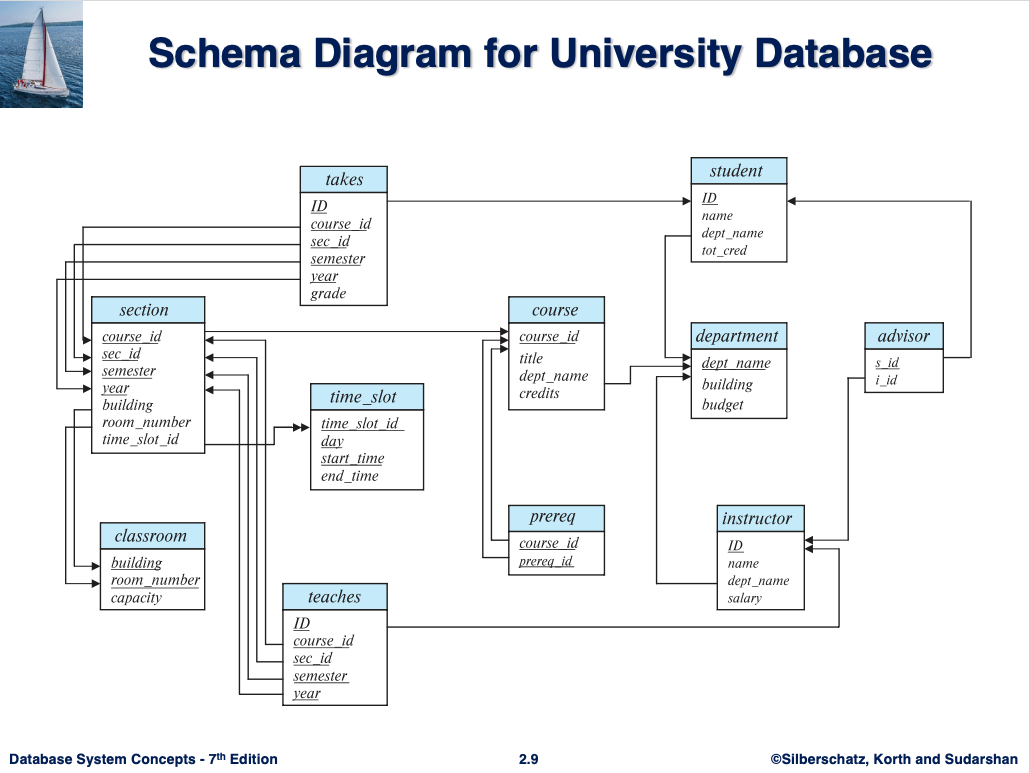 Schema Diagram for University Database
takes
ID
course_id
sec_id
semester
year
grade
student
ID
name
dept_name
tot_cred
section
course_id
sec_id
semester
year
building
room_number
time_slot_id
course
course_id
title
dept_name
credits
department
dept_name
building
budget
advisor
s_id
i_id
time_slot
time_slot_id
day
start_time
end_time
classroom
building
room_number
capacity
prereq
course_id
prereq_id
instructor
ID
name
dept_name
salary
teaches
ID
course_id
sec_id
semester
year
Database System Concepts - 7th Edition
2.9
©Silberschatz, Korth and Sudarshan